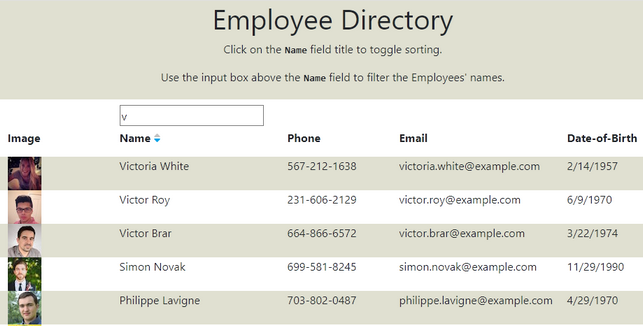 Employee Directory
Click on the Name field title to toggle sorting.
Use the input box above the Name field to filter the Employees' names.
v
Image Name Phone Email Date-of-Birth
Victoria White 567-212-1638 victoria.white@example.com 2/14/1957
Victor Roy 231-606-2129 victor.roy@example.com 6/9/1970
Victor Brar 664-866-6572 victor.brar@example.com 3/22/1974
Simon Novak 699-581-8245 simon.novak@example.com 11/29/1990
Philippe Lavigne 703-802-0487 philippe.lavigne@example.com 4/29/1970